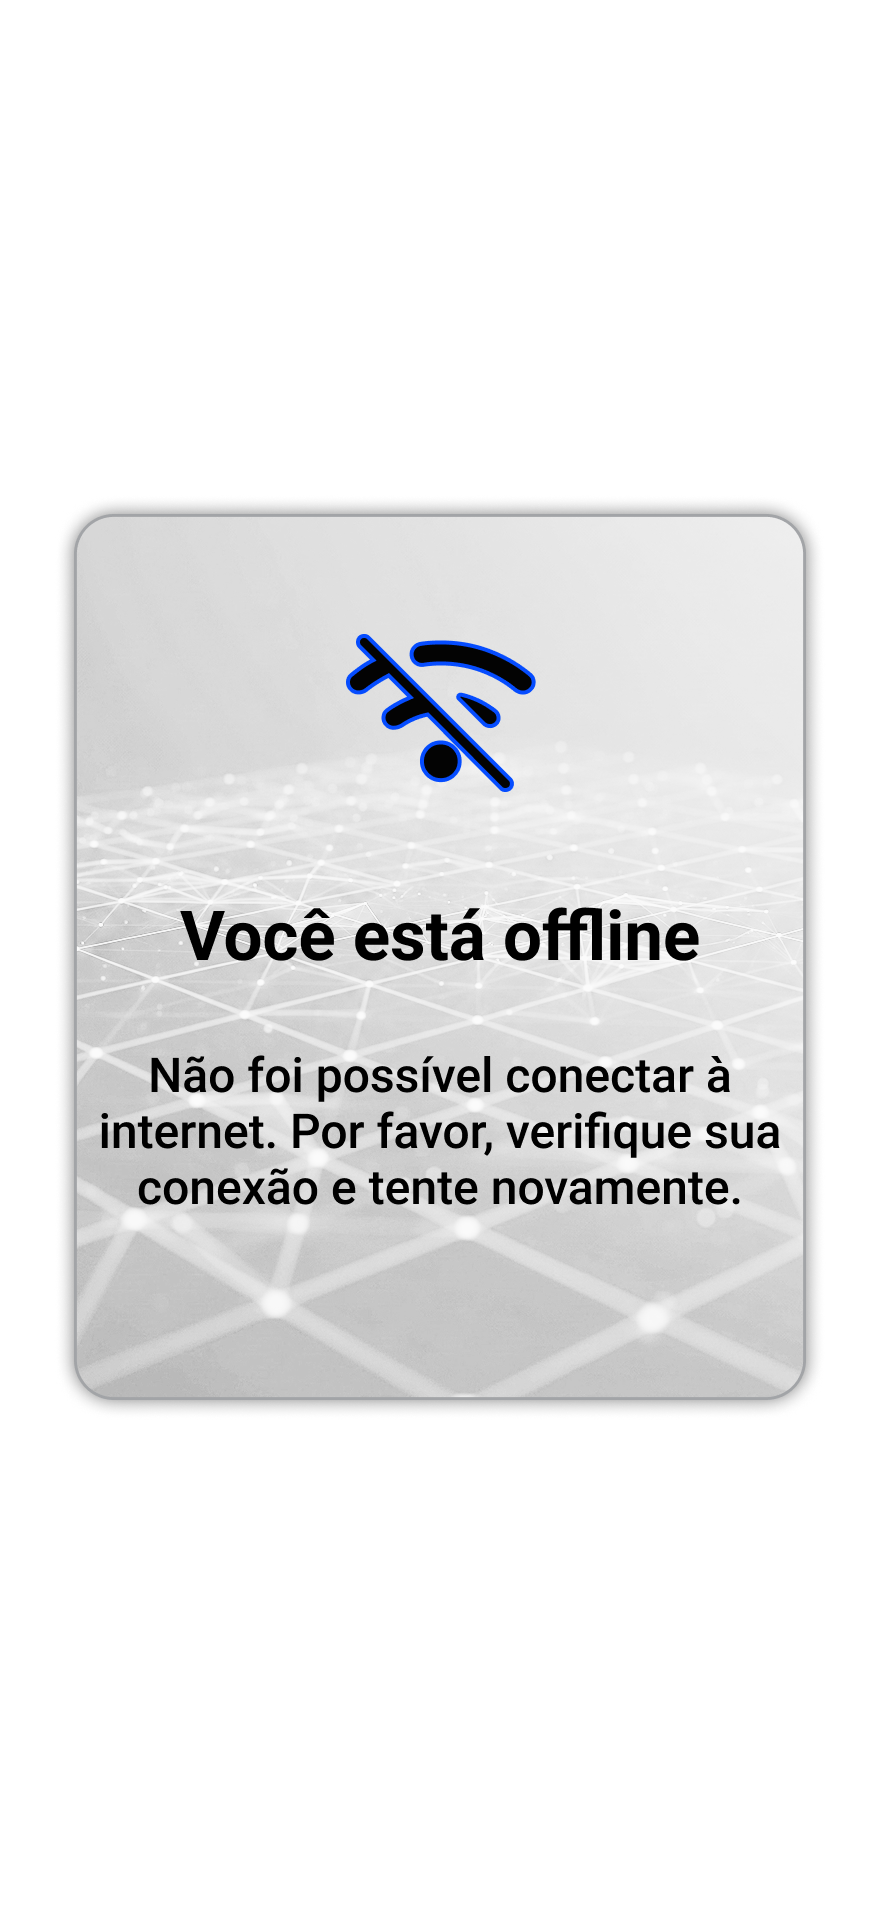 Você está offline
Não foi possível conectar à
internet. Por favor, verifique sua
conexão e tente novamente.